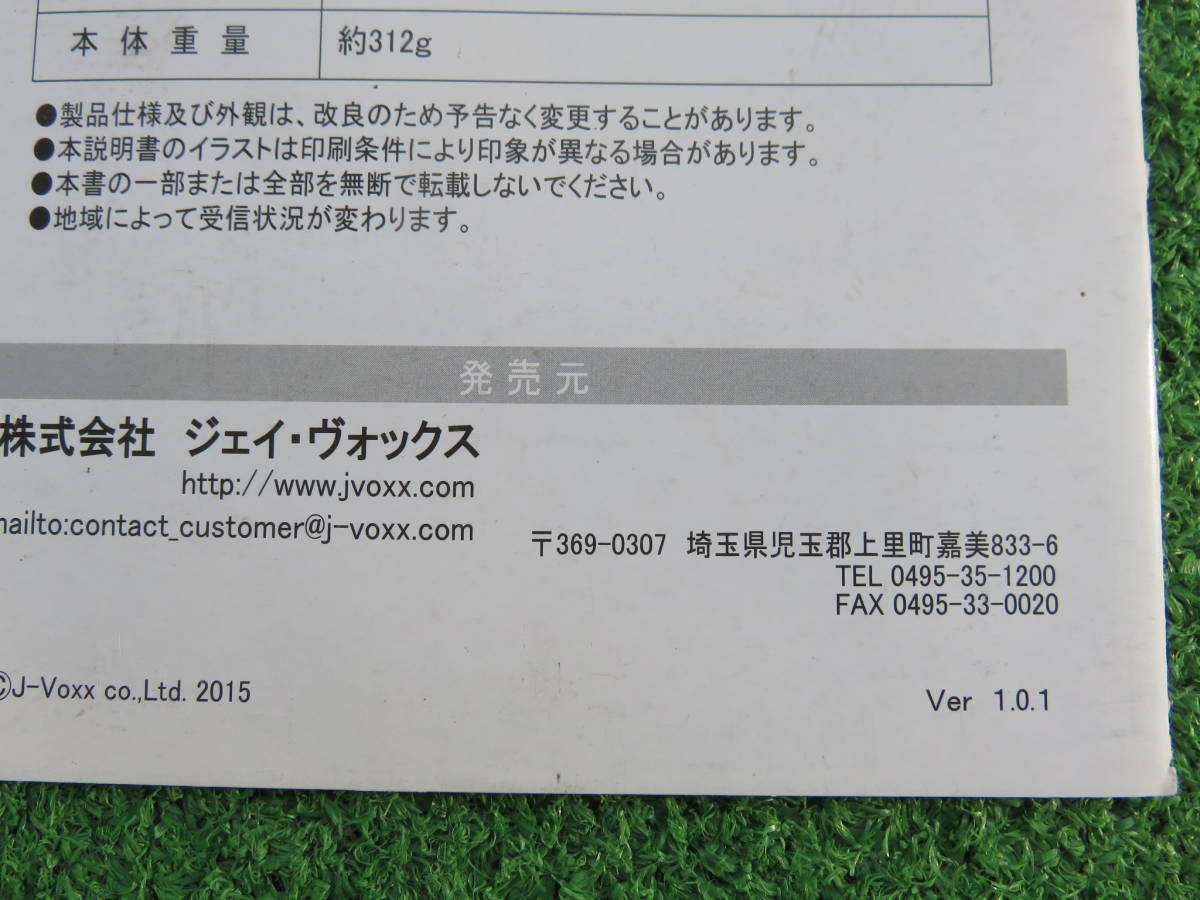 本体重量 約312g
●製品仕様及び外観は、改良のため予告なく変更することがあります。
●本説明書のイラストは印刷条件により印象が異なる場合があります。
●本書の一部または全部を無断で転載しないでください。
●地域によって受信状況が変わります。
発売元
株式会社 ジェイ・ヴォックス
http://www.jvoxx.com
mailto:contact_customer@j-voxx.com
〒369-0307 埼玉県児玉郡上里町嘉美833-6
TEL 0495-35-1200
FAX 0495-33-0020
©J-Voxx co.,Ltd. 2015
Ver 1.0.1